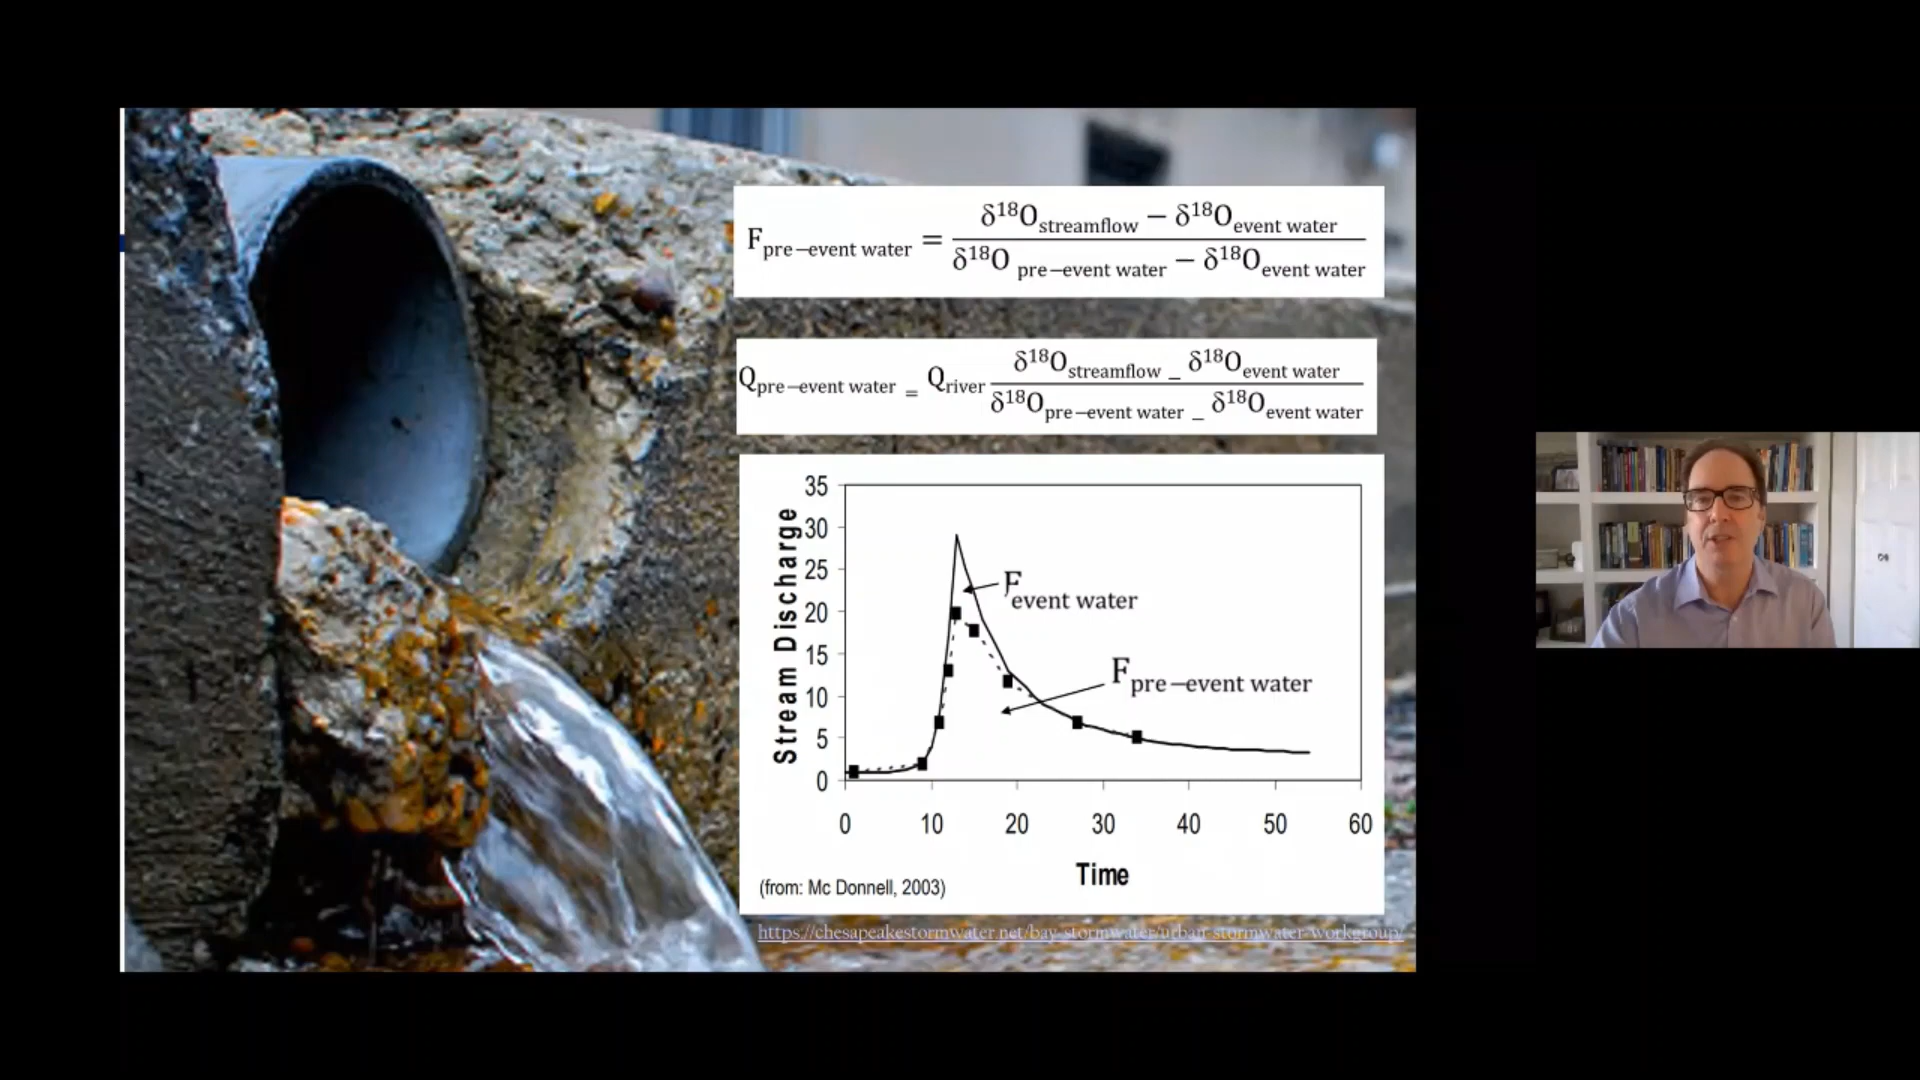 F_pre−event water = (δ¹⁸O_streamflow − δ¹⁸O_event water) / (δ¹⁸O_pre−event water − δ¹⁸O_event water)
Q_pre−event water = Q_river (δ¹⁸O_streamflow − δ¹⁸O_event water) / (δ¹⁸O_pre−event water − δ¹⁸O_event water)
Stream Discharge
35
30
25
20
15
10
5
0
F_event water
F_pre−event water
0 10 20 30 40 50 60
Time
(from: Mc Donnell, 2003)
https://chesapeakestormwater.net/bay-stormwater/urban-stormwater-workgroup/